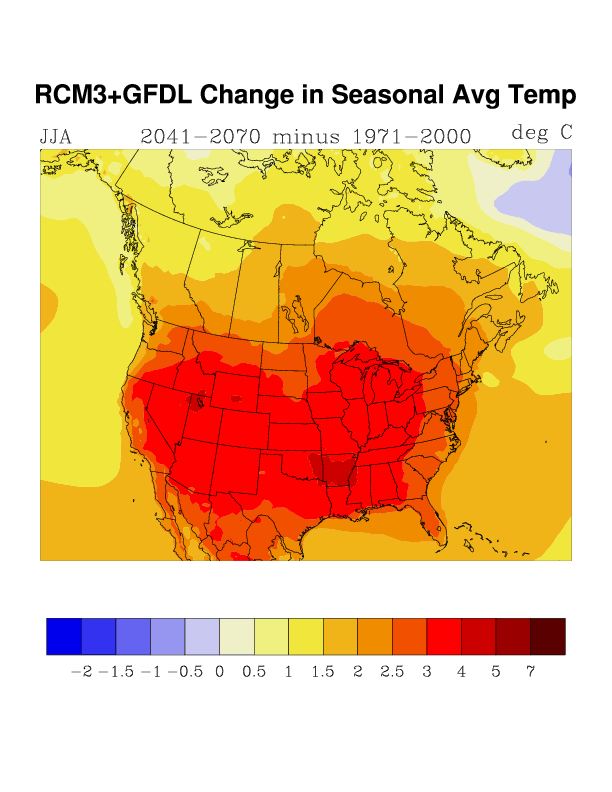 RCM3+GFDL Change in Seasonal Avg Temp
JJA 2041−2070 minus 1971−2000 deg C
−2 −1.5 −1 −0.5 0 0.5 1 1.5 2 2.5 3 4 5 7